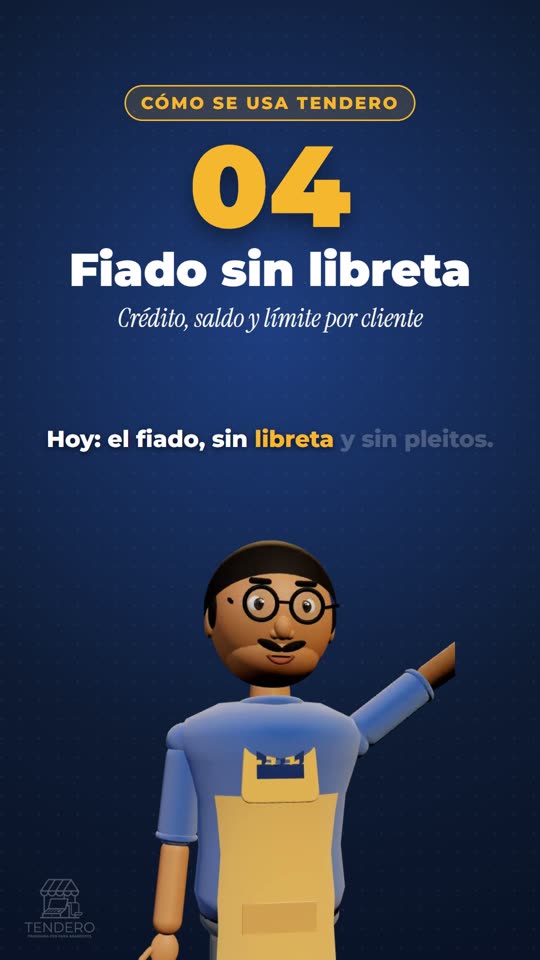 CÓMO SE USA TENDERO
04
Fiado sin libreta
Crédito, saldo y límite por cliente
Hoy: el fiado, sin libreta y sin pleitos.
TENDERO